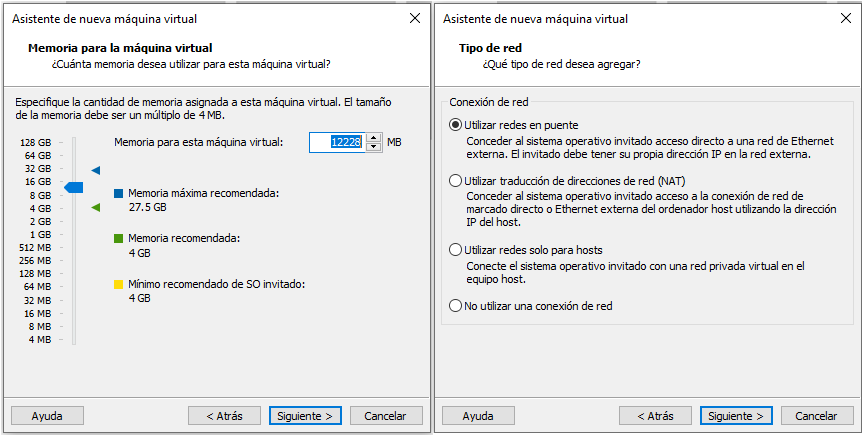 Asistente de nueva máquina virtual
Memoria para la máquina virtual
¿Cuánta memoria desea utilizar para esta máquina virtual?
Especifique la cantidad de memoria asignada a esta máquina virtual. El tamaño
de la memoria debe ser un múltiplo de 4 MB.
Memoria para esta máquina virtual: 12228 MB
128 GB
64 GB
32 GB
16 GB
8 GB
4 GB
2 GB
1 GB
512 MB
256 MB
128 MB
64 MB
32 MB
16 MB
8 MB
4 MB
Memoria máxima recomendada:
27.5 GB
Memoria recomendada:
4 GB
Mínimo recomendado de SO invitado:
4 GB
Ayuda
< Atrás
Siguiente >
Cancelar
Asistente de nueva máquina virtual
Tipo de red
¿Qué tipo de red desea agregar?
Conexión de red
Utilizar redes en puente
Conceder al sistema operativo invitado acceso directo a una red de Ethernet
externa. El invitado debe tener su propia dirección IP en la red externa.
Utilizar traducción de direcciones de red (NAT)
Conceder al sistema operativo invitado acceso a la conexión de red de
marcado directo o Ethernet externa del ordenador host utilizando la dirección
IP del host.
Utilizar redes solo para hosts
Conecte el sistema operativo invitado con una red privada virtual en el
equipo host.
No utilizar una conexión de red
Ayuda
< Atrás
Siguiente >
Cancelar